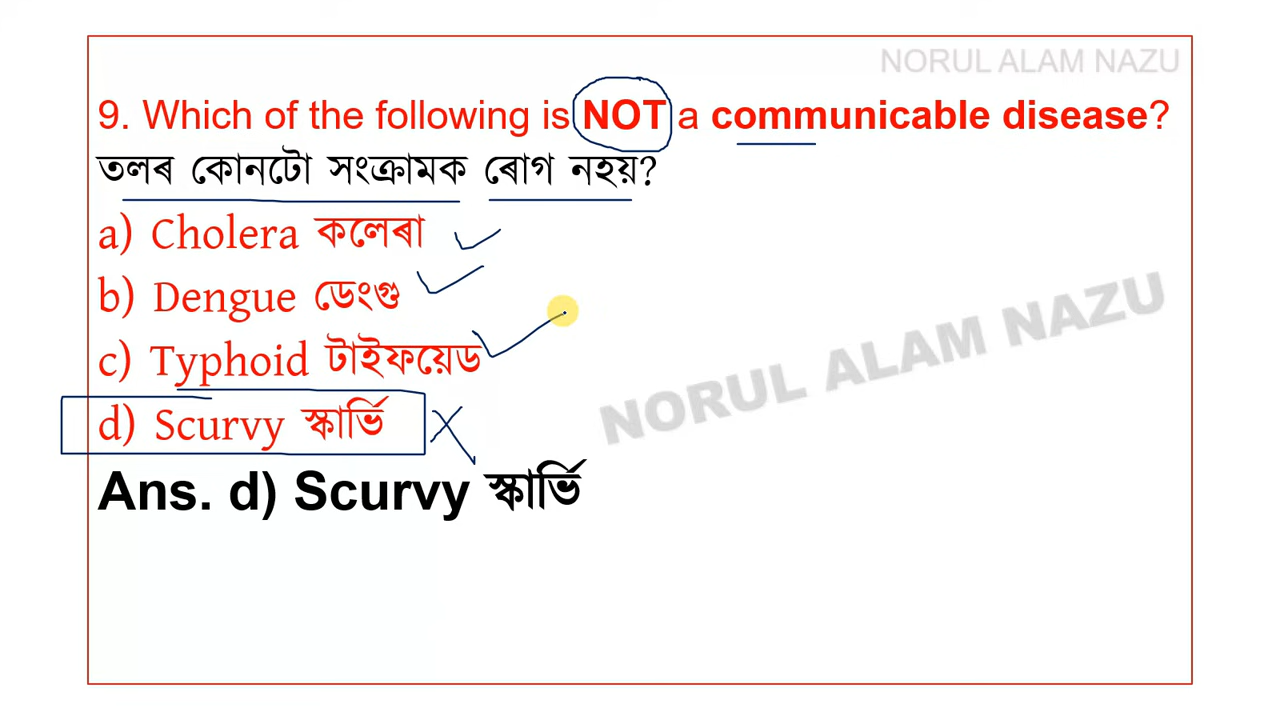 NORUL ALAM NAZU
9. Which of the following is NOT a communicable disease?
তলৰ কোনটো সংক্ৰামক ৰোগ নহয়?
a) Cholera কলেৰা
b) Dengue ডেংগু
c) Typhoid টাইফয়েড
d) Scurvy স্কাৰ্ভি
Ans. d) Scurvy স্কাৰ্ভি
NORUL ALAM NAZU